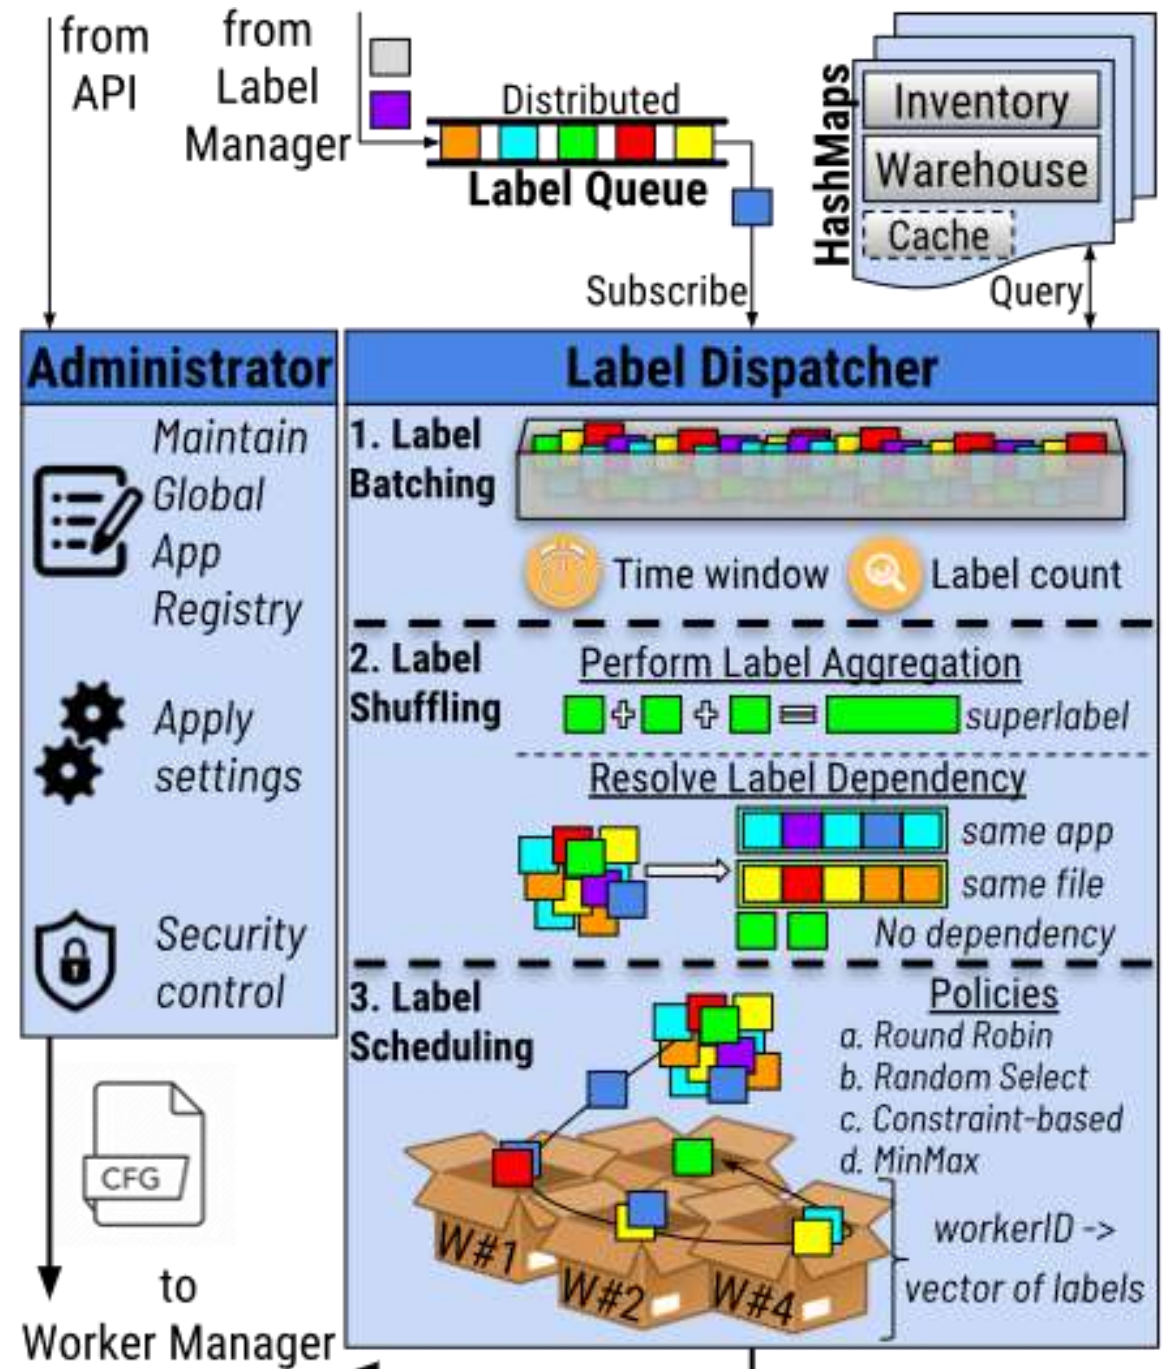 from
API
from
Label
Manager
Distributed
Label Queue
HashMaps
Inventory
Warehouse
Cache
Subscribe
Query
Administrator
Maintain
Global
App
Registry
Apply
settings
Security
control
CFG
to
Worker Manager
Label Dispatcher
1. Label
Batching
Time window
Label count
2. Label
Shuffling
Perform Label Aggregation
superlabel
Resolve Label Dependency
same app
same file
No dependency
3. Label
Scheduling
Policies
a. Round Robin
b. Random Select
c. Constraint-based
d. MinMax
W#1
W#2
W#4
workerID ->
vector of labels